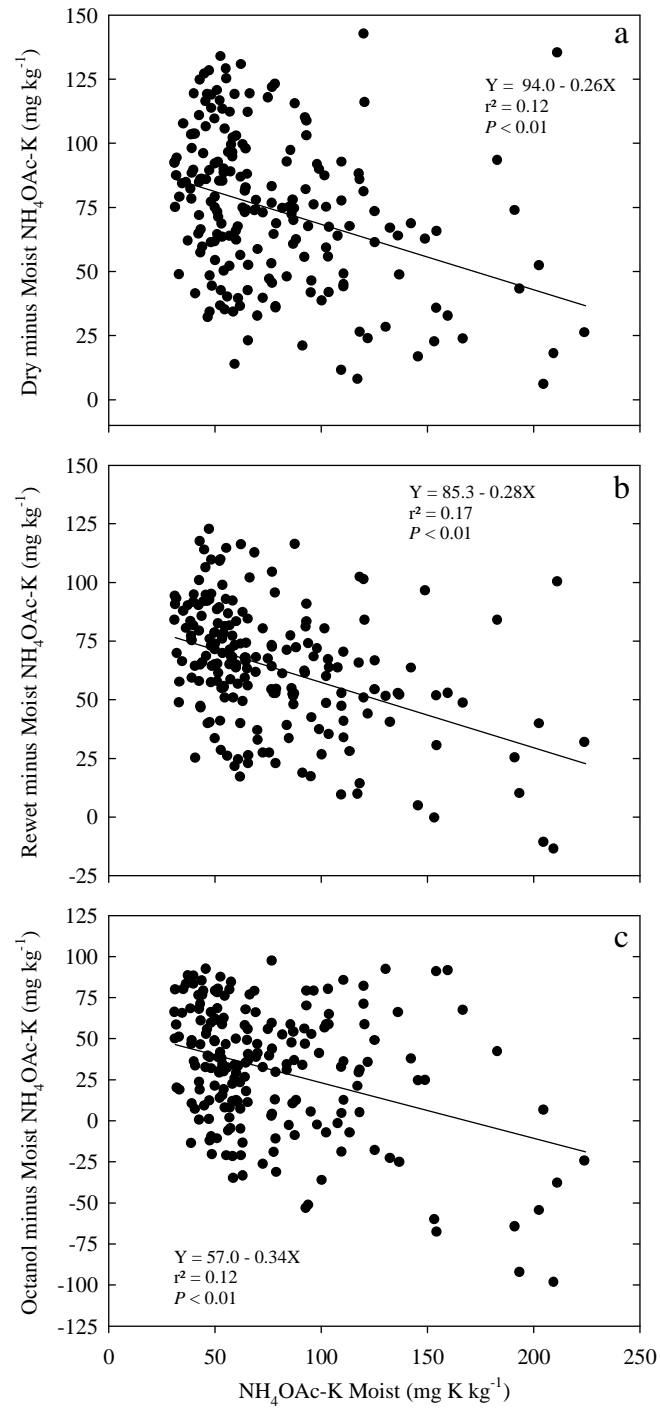 150
a
125
Y = 94.0 - 0.26X
r² = 0.12
P < 0.01
100
75
50
25
0
Dry minus Moist NH₄OAc-K (mg kg⁻¹)
150
b
125
Y = 85.3 - 0.28X
r² = 0.17
P < 0.01
100
75
50
25
0
-25
Rewet minus Moist NH₄OAc-K (mg kg⁻¹)
125
c
100
75
50
25
0
-25
-50
-75
-100
-125
Y = 57.0 - 0.34X
r² = 0.12
P < 0.01
Octanol minus Moist NH₄OAc-K (mg kg⁻¹)
0 50 100 150 200 250
NH₄OAc-K Moist (mg K kg⁻¹)